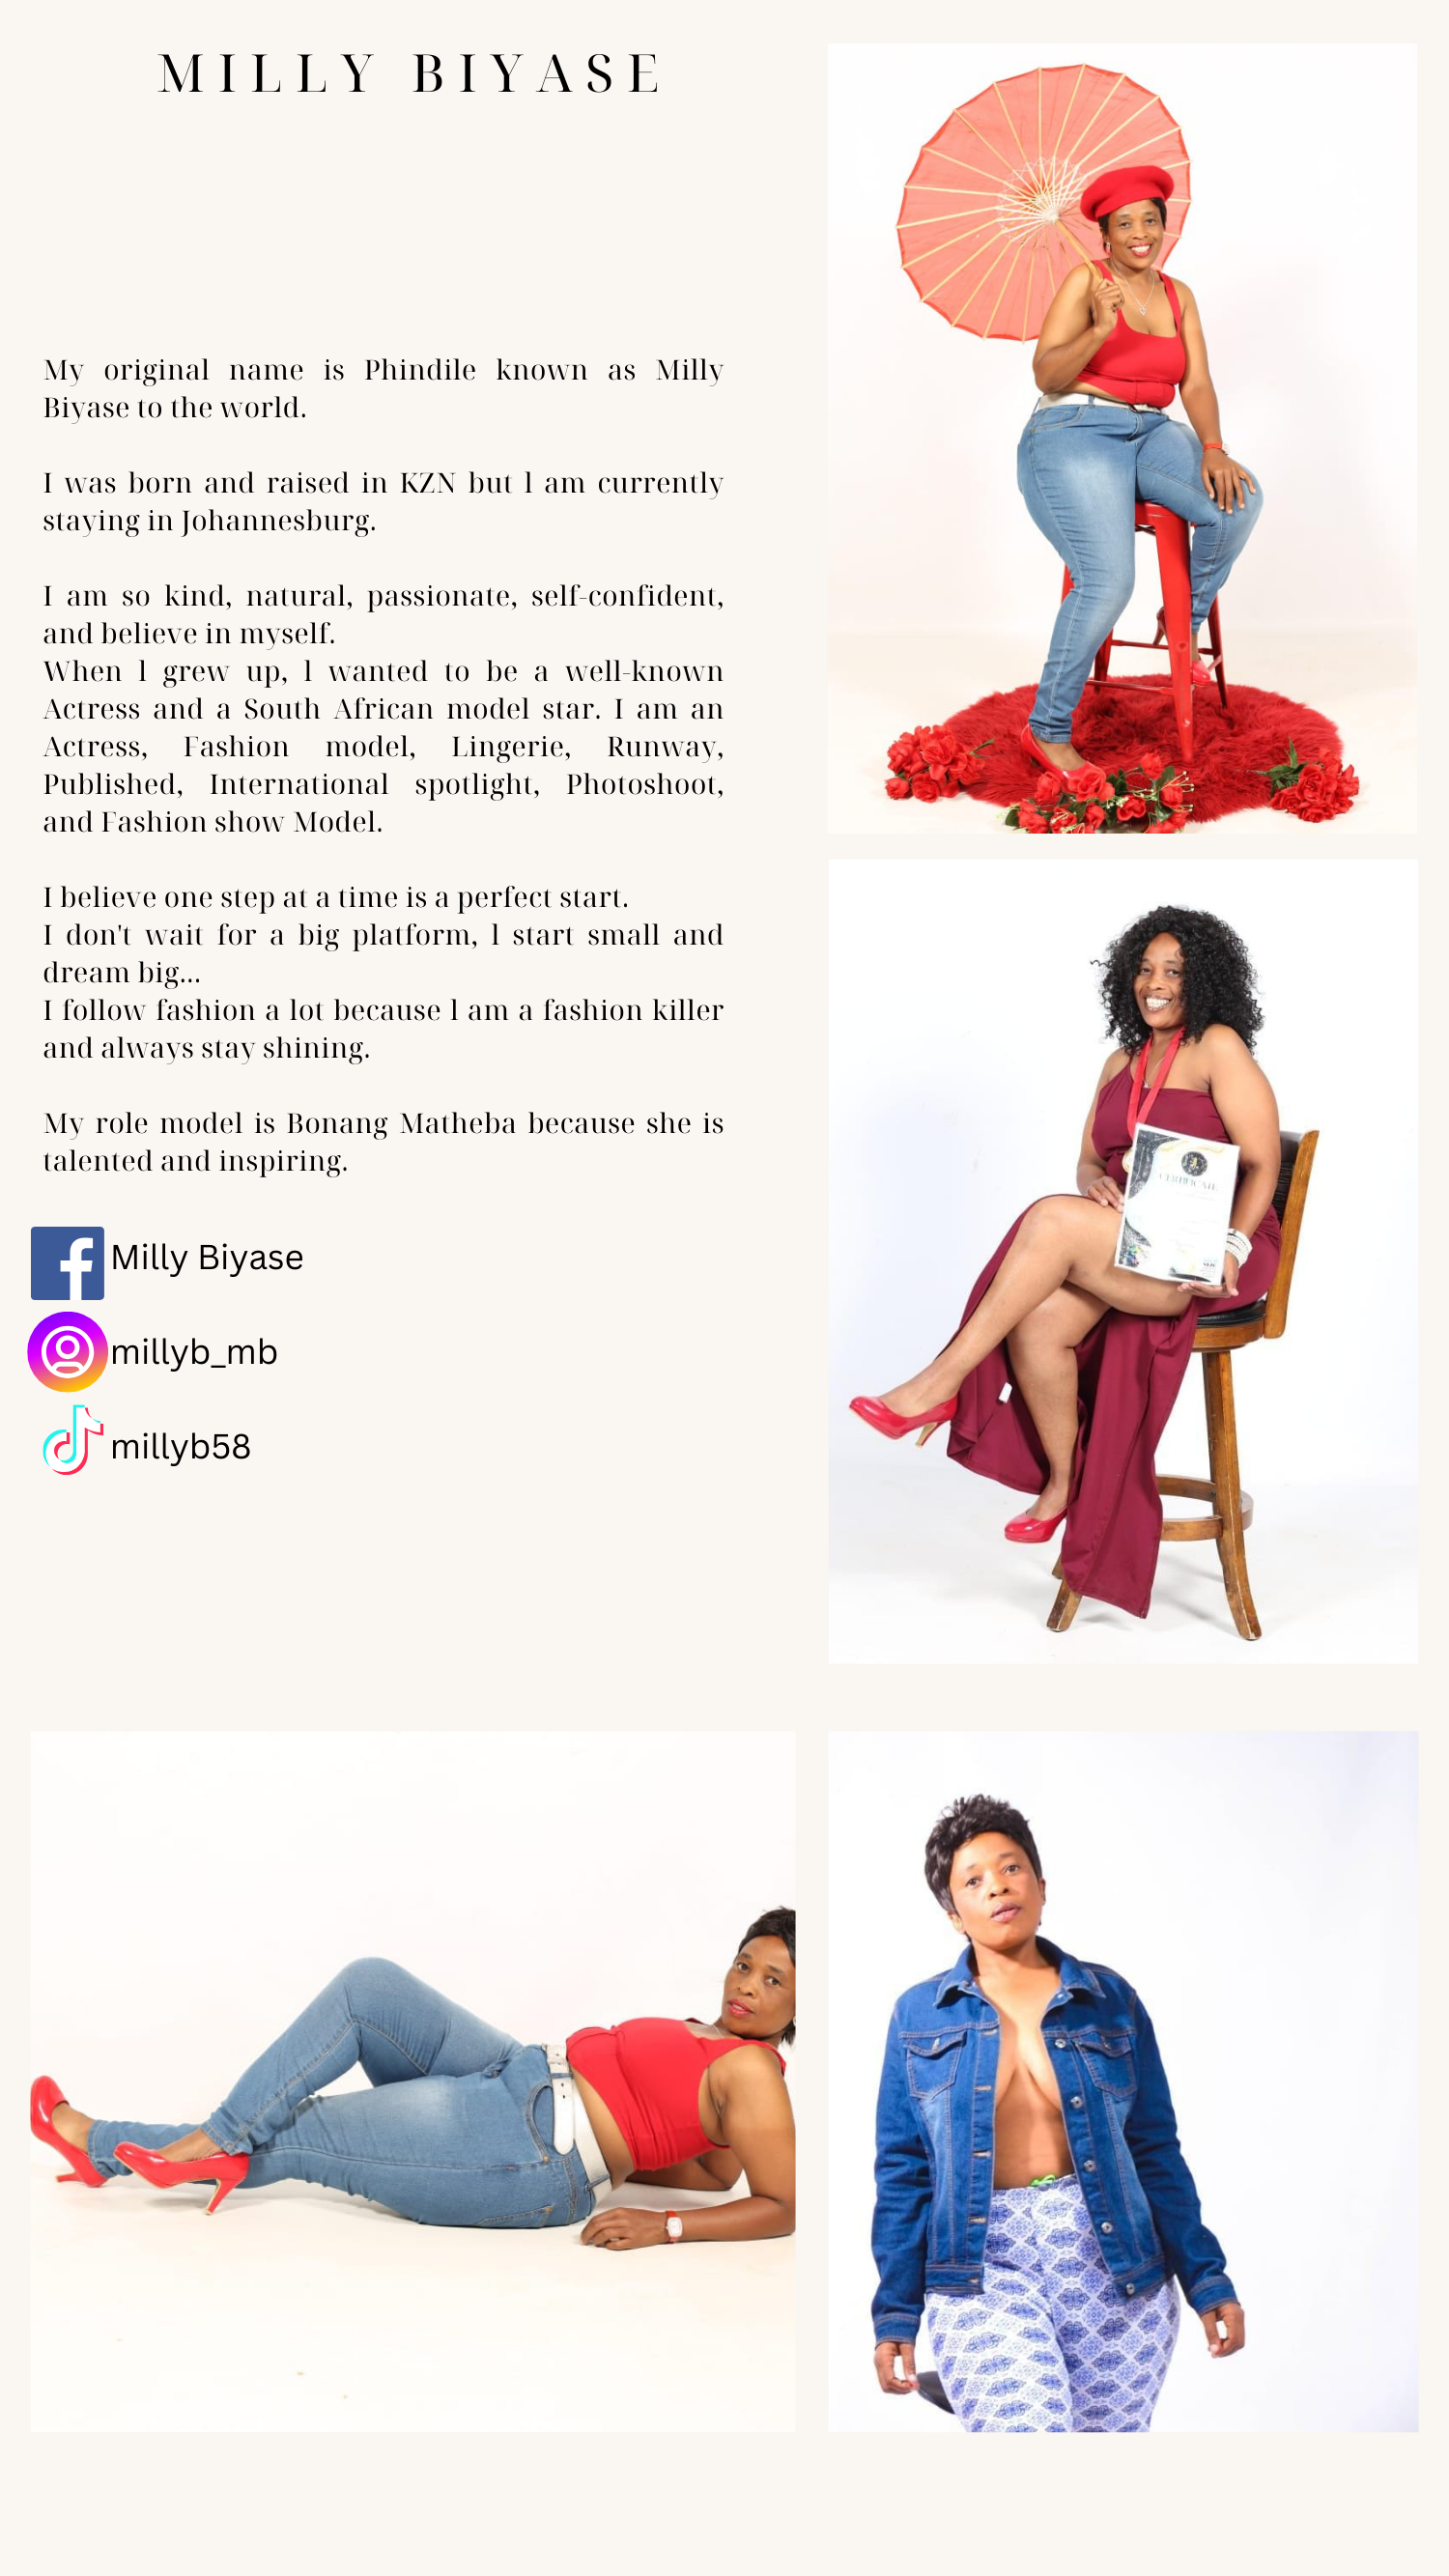 MILLY BIYASE
My original name is Phindile known as Milly
Biyase to the world.
I was born and raised in KZN but l am currently
staying in Johannesburg.
I am so kind, natural, passionate, self-confident,
and believe in myself.
When l grew up, l wanted to be a well-known
Actress and a South African model star. I am an
Actress, Fashion model, Lingerie, Runway,
Published, International spotlight, Photoshoot,
and Fashion show Model.
I believe one step at a time is a perfect start.
I don't wait for a big platform, l start small and
dream big...
I follow fashion a lot because l am a fashion killer
and always stay shining.
My role model is Bonang Matheba because she is
talented and inspiring.
Milly Biyase
millyb_mb
millyb58
CERTIFICATE